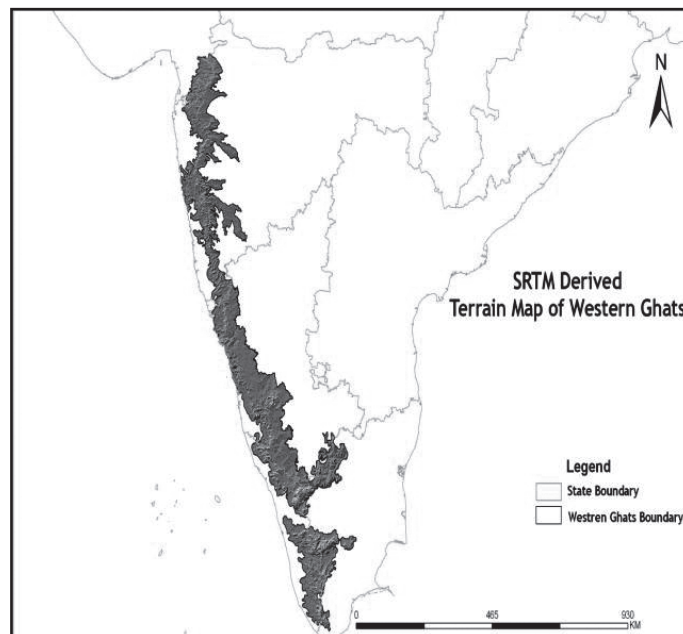 N
SRTM Derived
Terrain Map of Western Ghats
Legend
State Boundary
Westren Ghats Boundary
0 465 930
KM